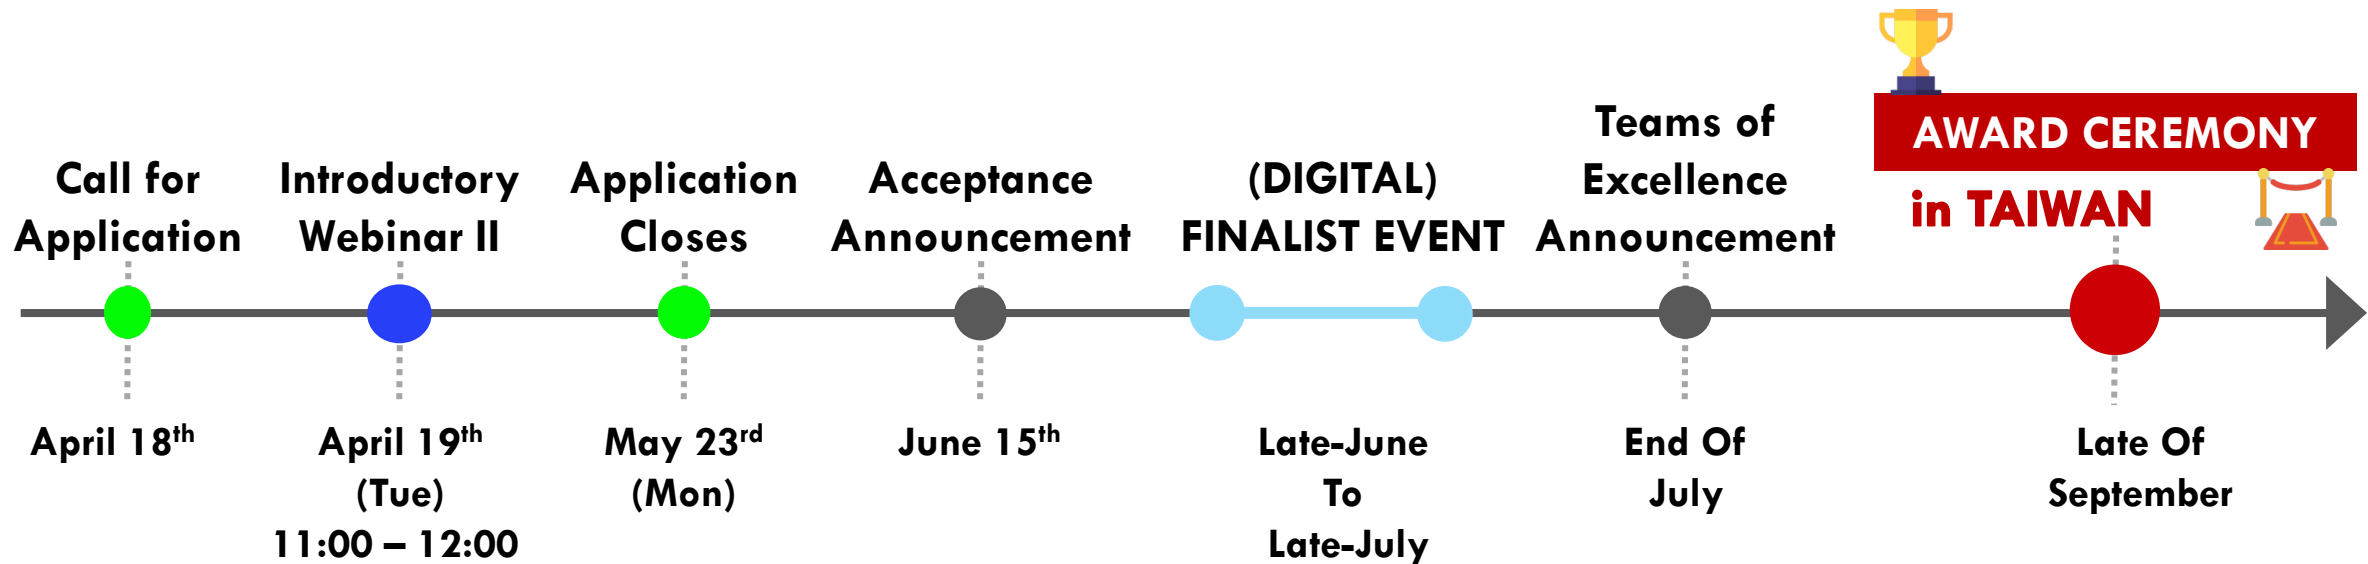 Call for
Application
Introductory
Webinar II
Application
Closes
Acceptance
Announcement
(DIGITAL)
FINALIST EVENT
Teams of
Excellence
Announcement
AWARD CEREMONY
in TAIWAN
April 18th
April 19th
(Tue)
11:00 – 12:00
May 23rd
(Mon)
June 15th
Late-June
To
Late-July
End Of
July
Late Of
September